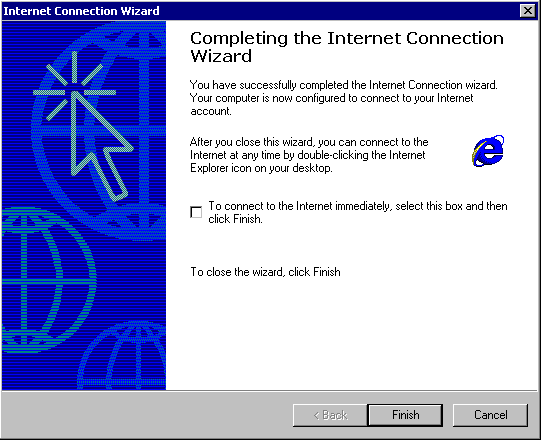 Internet Connection Wizard
Completing the Internet Connection
Wizard
You have successfully completed the Internet Connection wizard.
Your computer is now configured to connect to your Internet
account.
After you close this wizard, you can connect to the
Internet at any time by double-clicking the Internet
Explorer icon on your desktop.
To connect to the Internet immediately, select this box and then
click Finish.
To close the wizard, click Finish
< Back
Finish
Cancel